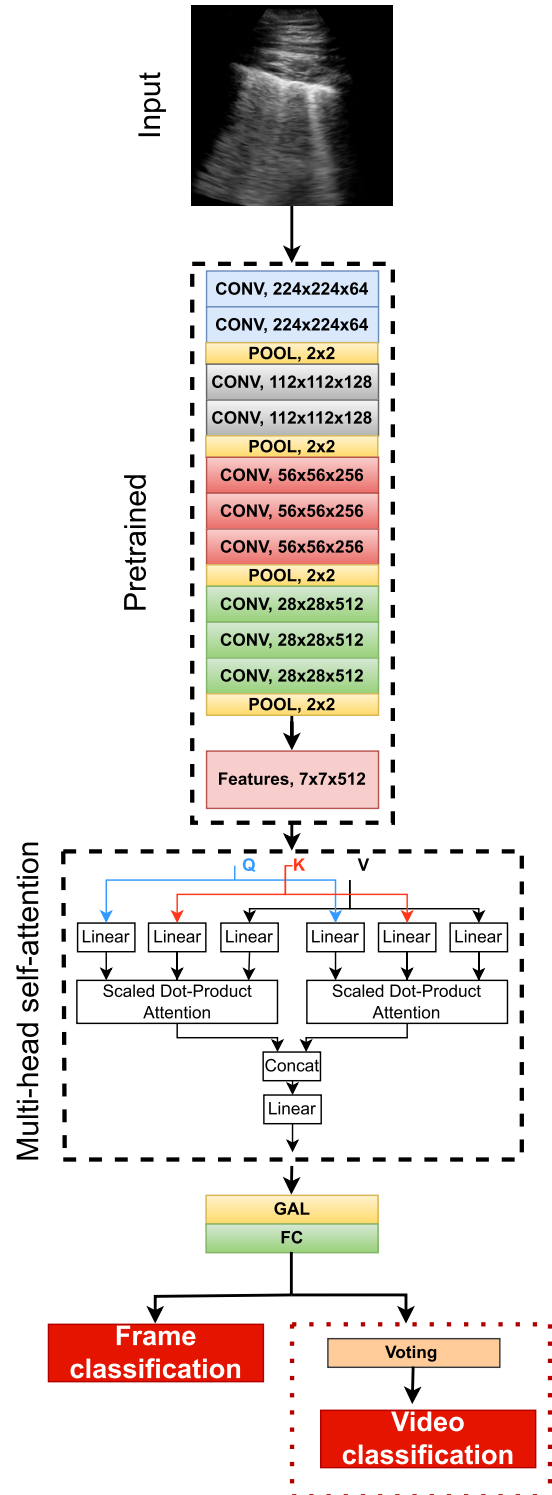 Input
CONV, 224x224x64
CONV, 224x224x64
POOL, 2x2
CONV, 112x112x128
CONV, 112x112x128
POOL, 2x2
CONV, 56x56x256
CONV, 56x56x256
CONV, 56x56x256
POOL, 2x2
CONV, 28x28x512
CONV, 28x28x512
CONV, 28x28x512
POOL, 2x2
Features, 7x7x512
Pretrained
Multi-head self-attention
Q K V
Linear Linear Linear Linear Linear Linear
Scaled Dot-Product
Attention
Scaled Dot-Product
Attention
Concat
Linear
GAL
FC
Frame
classification
Voting
Video
classification